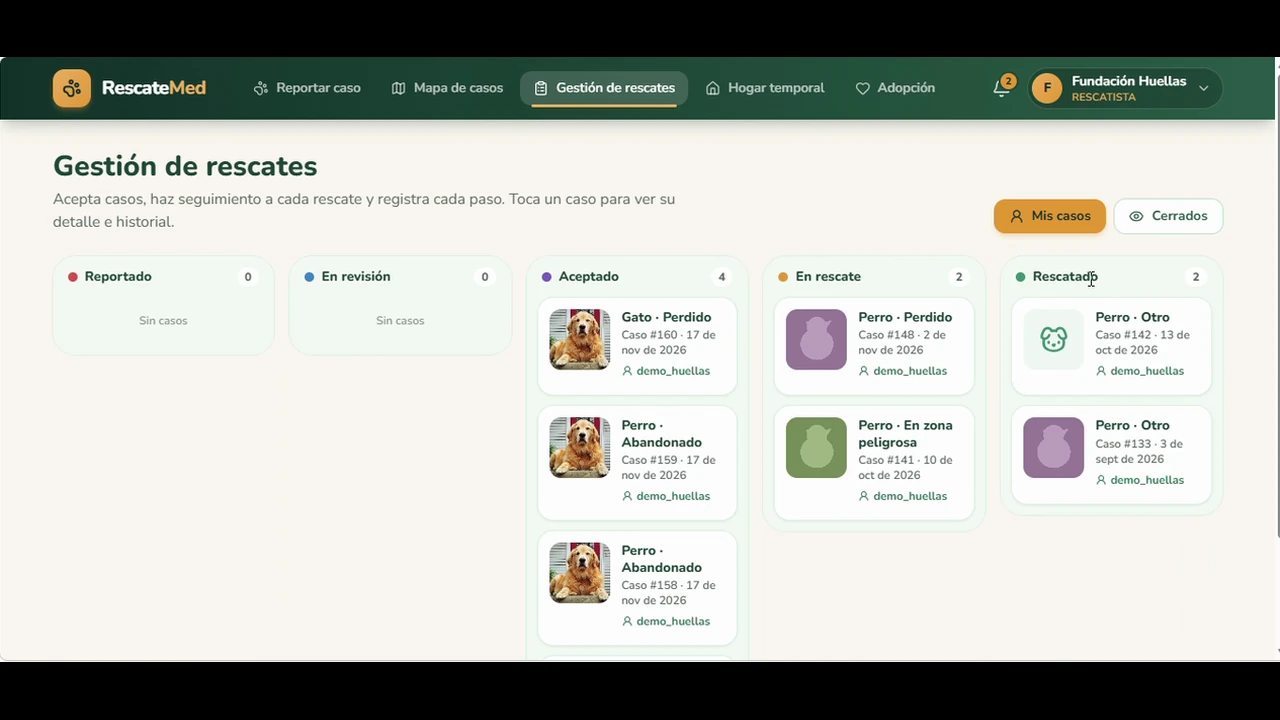 RescateMed
Reportar caso
Mapa de casos
Gestión de rescates
Hogar temporal
Adopción
2
F
Fundación Huellas
RESCATISTA
Gestión de rescates
Acepta casos, haz seguimiento a cada rescate y registra cada paso. Toca un caso para ver su
detalle e historial.
Mis casos
Cerrados
Reportado
0
Sin casos
En revisión
0
Sin casos
Aceptado
4
Gato · Perdido
Caso #160 · 17 de
nov de 2026
demo_huellas
Perro ·
Abandonado
Caso #159 · 17 de
nov de 2026
demo_huellas
Perro ·
Abandonado
Caso #158 · 17 de
nov de 2026
demo_huellas
En rescate
2
Perro · Perdido
Caso #148 · 2 de
nov de 2026
demo_huellas
Perro · En zona
peligrosa
Caso #141 · 10 de
oct de 2026
demo_huellas
Rescatado
2
Perro · Otro
Caso #142 · 13 de
oct de 2026
demo_huellas
Perro · Otro
Caso #133 · 3 de
sept de 2026
demo_huellas